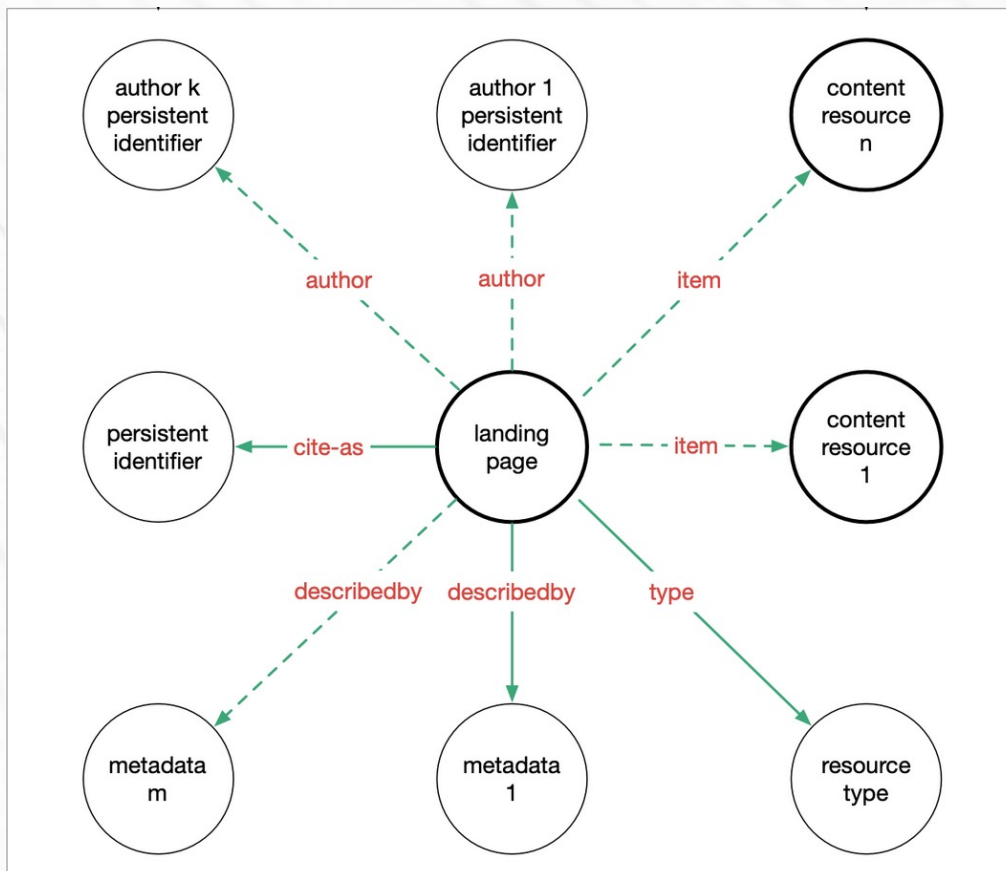 author k
persistent
identifier
author 1
persistent
identifier
content
resource
n
author
author
item
persistent
identifier
cite-as
landing
page
item
content
resource
1
describedby
describedby
type
metadata
m
metadata
1
resource
type